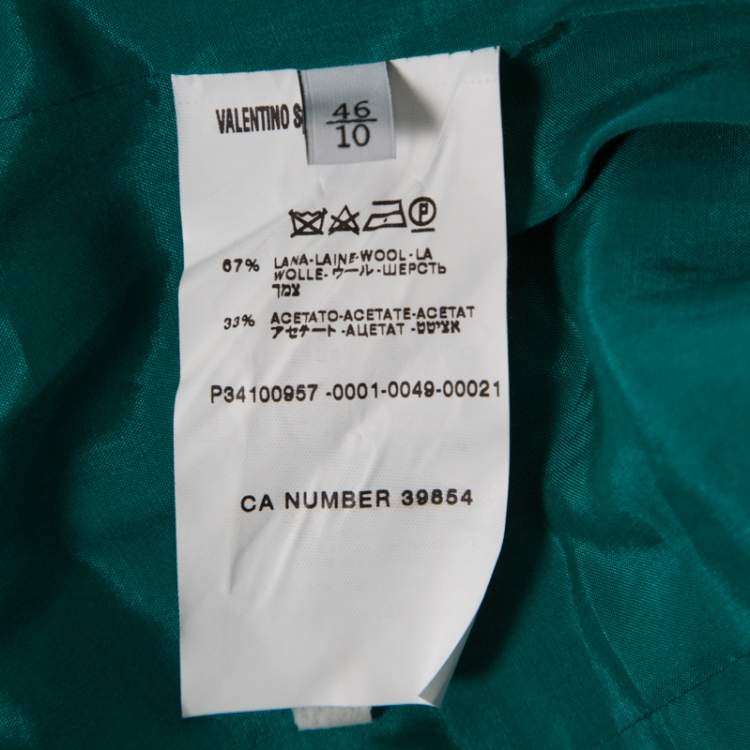 VALENTINO S
46
10
P
67% LANA-LAINE-WOOL-LA
WOLLE-ウール-ШЕРСТЬ
צמר
33% ACETATO-ACETATE-ACETAT
アセテート-АЦЕТАТ-אציטט
P34100957 -0001-0049-00021
CA NUMBER 39854